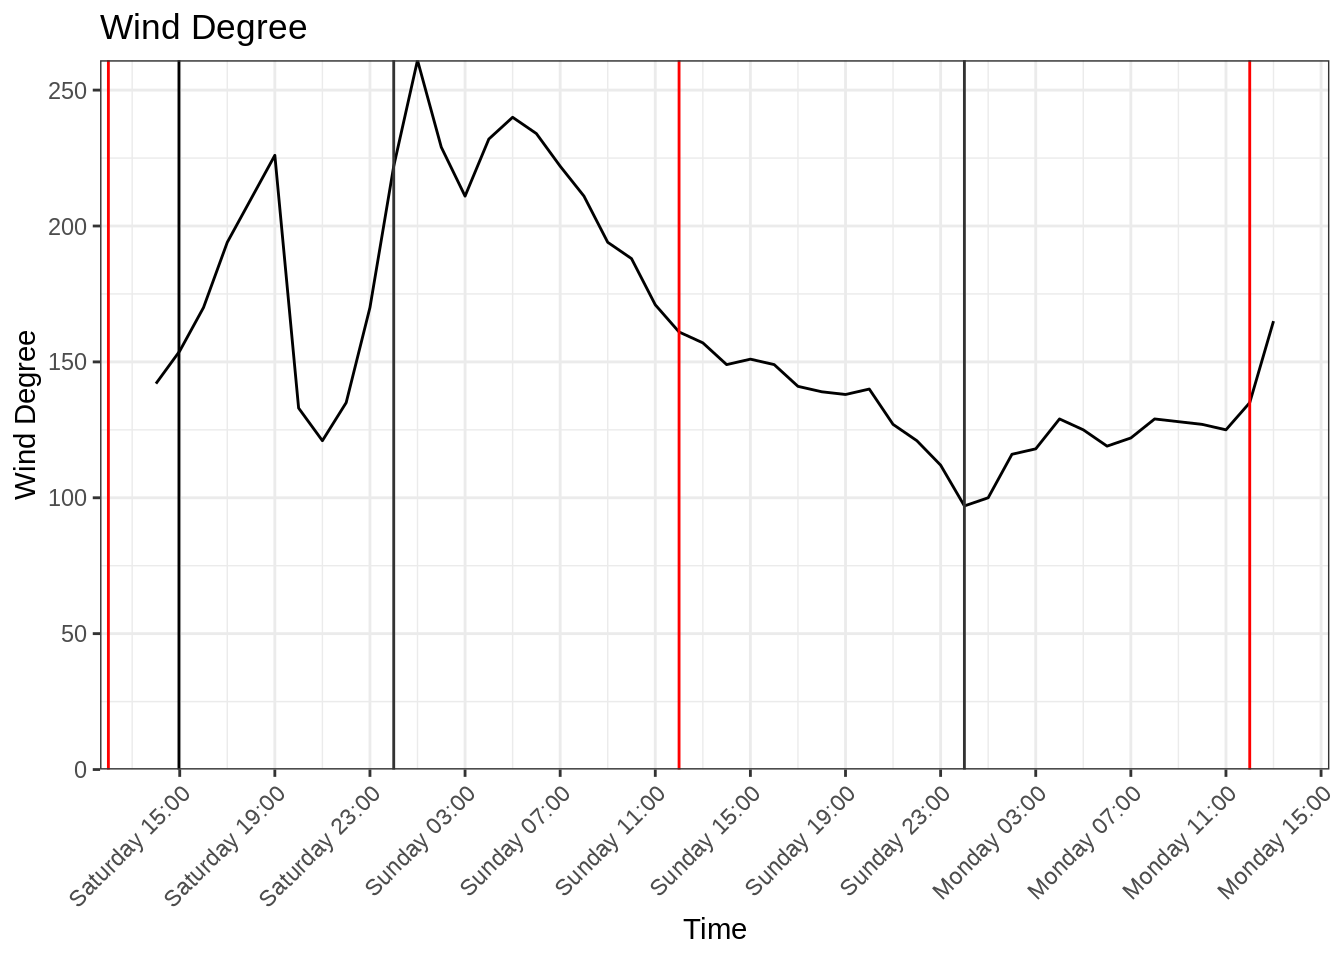 Wind Degree
Wind Degree
250
200
150
100
50
0
Saturday 15:00
Saturday 19:00
Saturday 23:00
Sunday 03:00
Sunday 07:00
Sunday 11:00
Sunday 15:00
Sunday 19:00
Sunday 23:00
Monday 03:00
Monday 07:00
Monday 11:00
Monday 15:00
Time